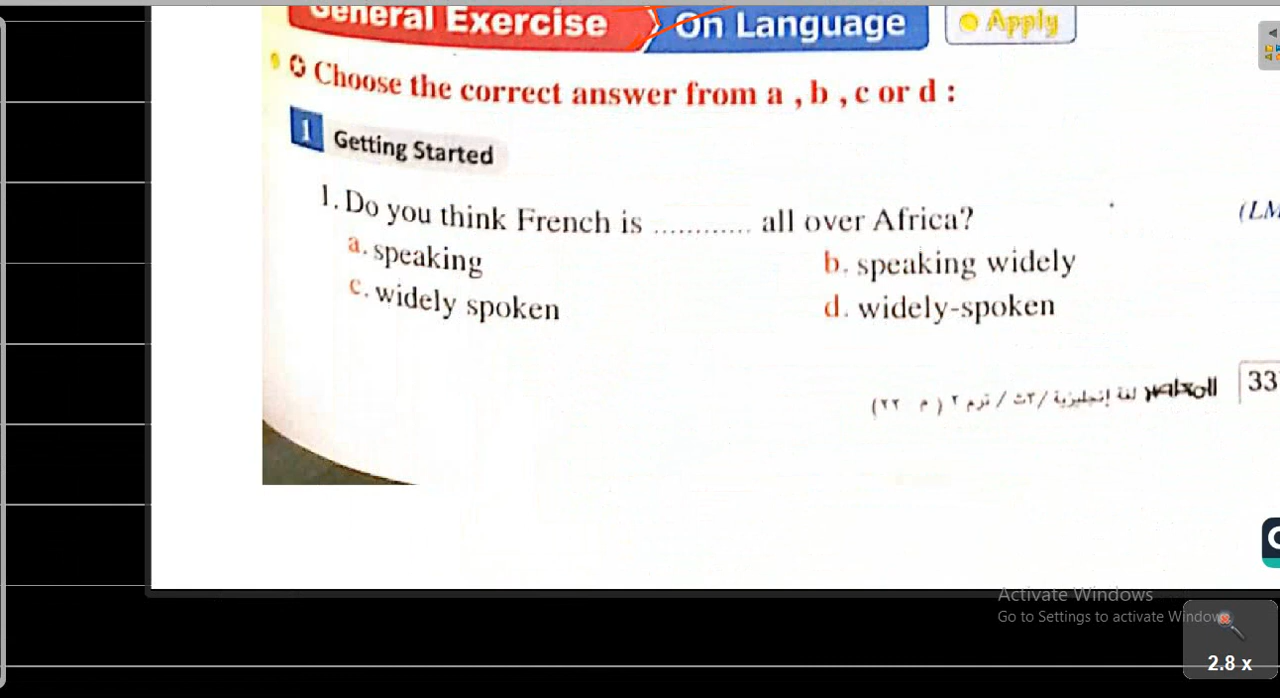 General Exercise On Language Apply
Choose the correct answer from a , b , c or d :
1 Getting Started
1. Do you think French is ............ all over Africa? (LM
a. speaking b. speaking widely
c. widely spoken d. widely-spoken
المعاصر لغة إنجليزية /٣ث / ترم ٢ ( م ٢٢) 33
Activate Windows
Go to Settings to activate Windows
2.8 x